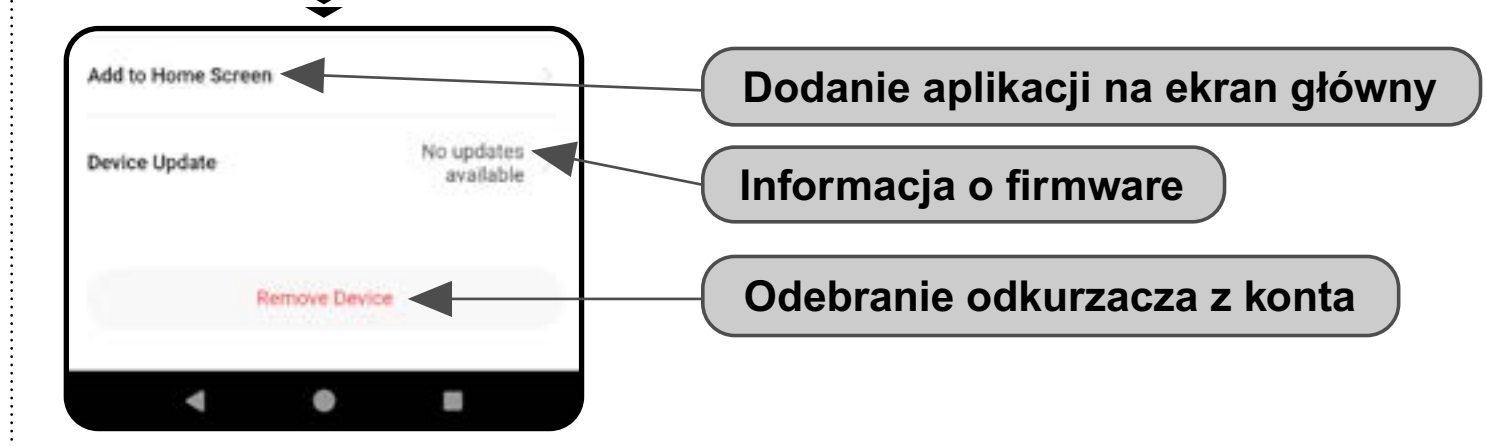 Add to Home Screen
Dodanie aplikacji na ekran główny
Device Update
No updates
available
Informacja o firmware
Remove Device
Odebranie odkurzacza z konta